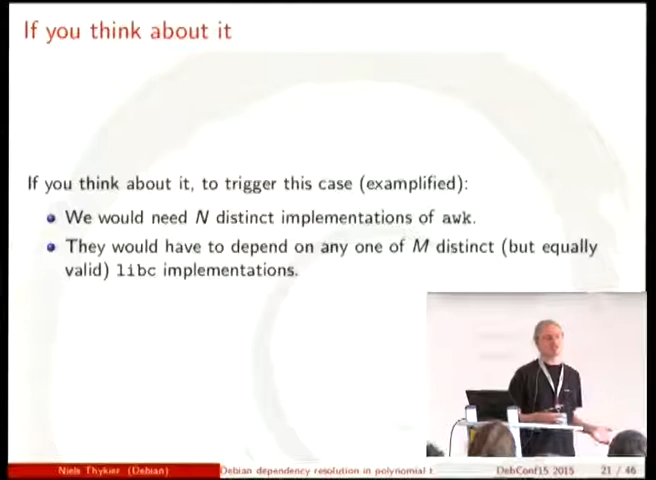 If you think about it
If you think about it, to trigger this case (examplified):
We would need N distinct implementations of awk.
They would have to depend on any one of M distinct (but equally
valid) libc implementations.
Niels Thykier (Debian) Debian dependency resolution in polynomial t DebConf15 2015 21 / 46